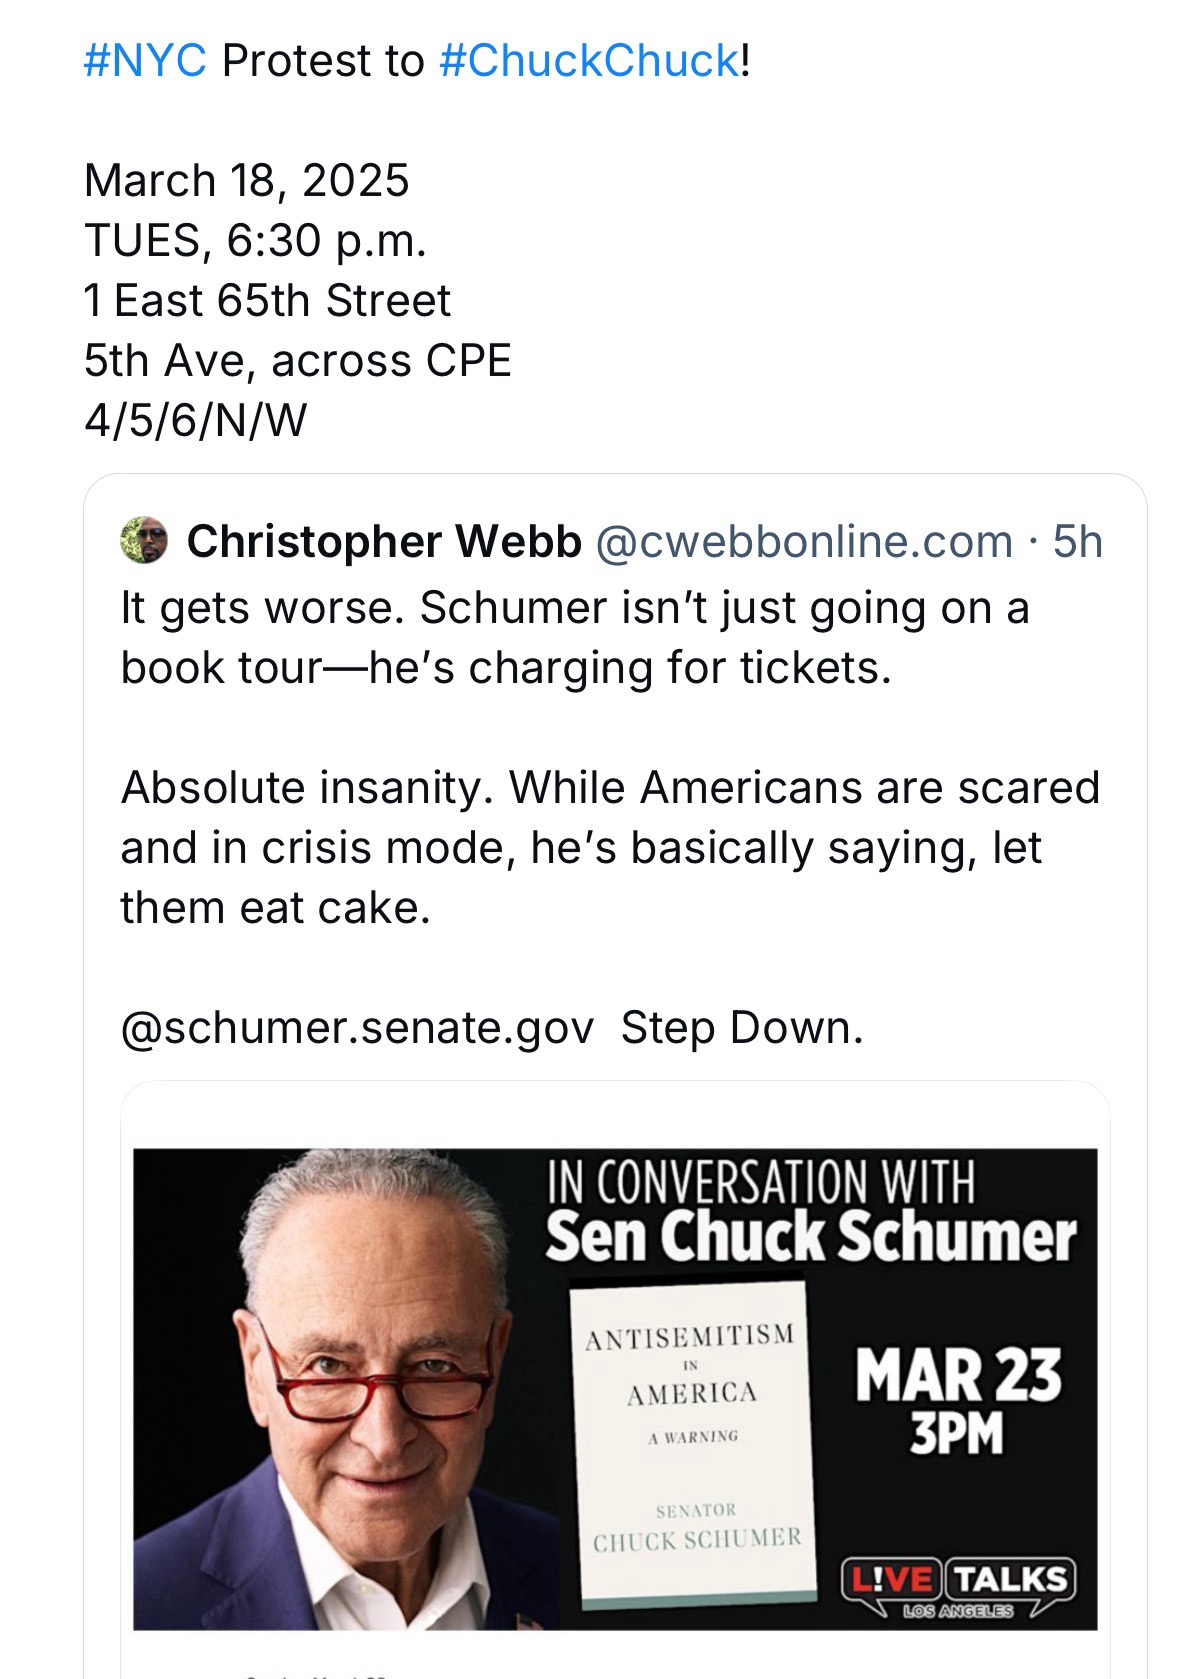 #NYC Protest to #ChuckChuck!
March 18, 2025
TUES, 6:30 p.m.
1 East 65th Street
5th Ave, across CPE
4/5/6/N/W
Christopher Webb @cwebbonline.com · 5h
It gets worse. Schumer isn’t just going on a
book tour—he’s charging for tickets.
Absolute insanity. While Americans are scared
and in crisis mode, he’s basically saying, let
them eat cake.
@schumer.senate.gov Step Down.
IN CONVERSATION WITH
Sen Chuck Schumer
ANTISEMITISM
IN
AMERICA
A WARNING
SENATOR
CHUCK SCHUMER
MAR 23
3PM
L!VE TALKS
LOS ANGELES